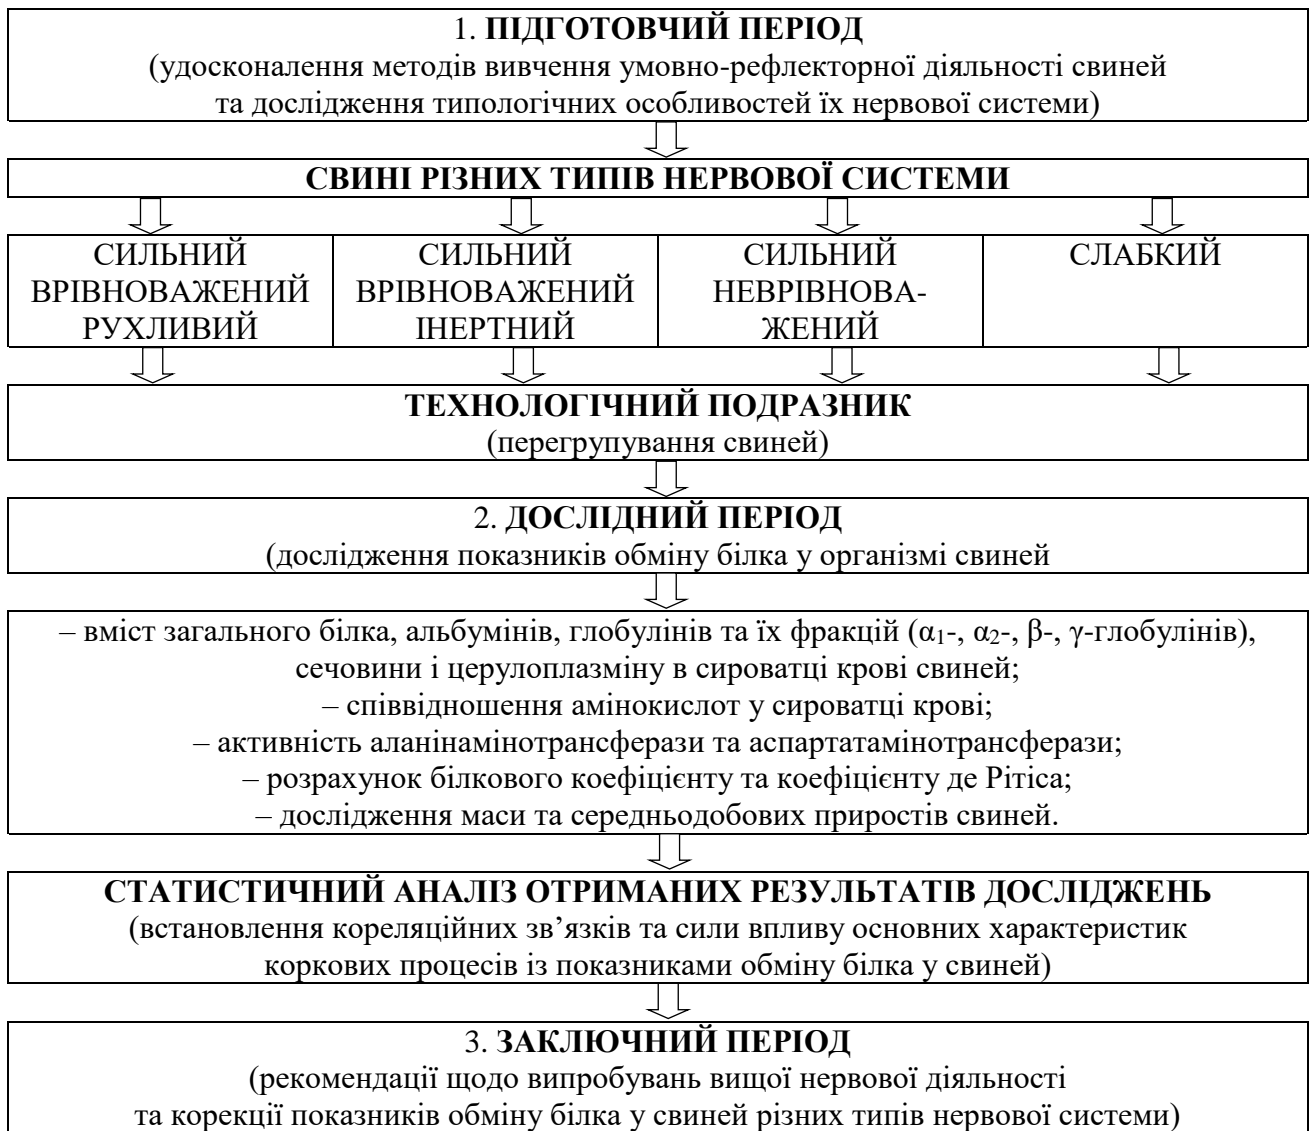 1. ПІДГОТОВЧИЙ ПЕРІОД
(удосконалення методів вивчення умовно-рефлекторної діяльності свиней
та дослідження типологічних особливостей їх нервової системи)
СВИНІ РІЗНИХ ТИПІВ НЕРВОВОЇ СИСТЕМИ
СИЛЬНИЙ
ВРІВНОВАЖЕНИЙ
РУХЛИВИЙ
СИЛЬНИЙ
ВРІВНОВАЖЕНИЙ
ІНЕРТНИЙ
СИЛЬНИЙ
НЕВРІВНОВА-
ЖЕНИЙ
СЛАБКИЙ
ТЕХНОЛОГІЧНИЙ ПОДРАЗНИК
(перегрупування свиней)
2. ДОСЛІДНИЙ ПЕРІОД
(дослідження показників обміну білка у організмі свиней
– вміст загального білка, альбумінів, глобулінів та їх фракцій (α₁-, α₂-, β-, γ-глобулінів),
сечовини і церулоплазміну в сироватці крові свиней;
– співвідношення амінокислот у сироватці крові;
– активність аланінамінотрансферази та аспартатамінотрансферази;
– розрахунок білкового коефіцієнту та коефіцієнту де Рітіса;
– дослідження маси та середньодобових приростів свиней.
СТАТИСТИЧНИЙ АНАЛІЗ ОТРИМАНИХ РЕЗУЛЬТАТІВ ДОСЛІДЖЕНЬ
(встановлення кореляційних зв’язків та сили впливу основних характеристик
коркових процесів із показниками обміну білка у свиней)
3. ЗАКЛЮЧНИЙ ПЕРІОД
(рекомендації щодо випробувань вищої нервової діяльності
та корекції показників обміну білка у свиней різних типів нервової системи)